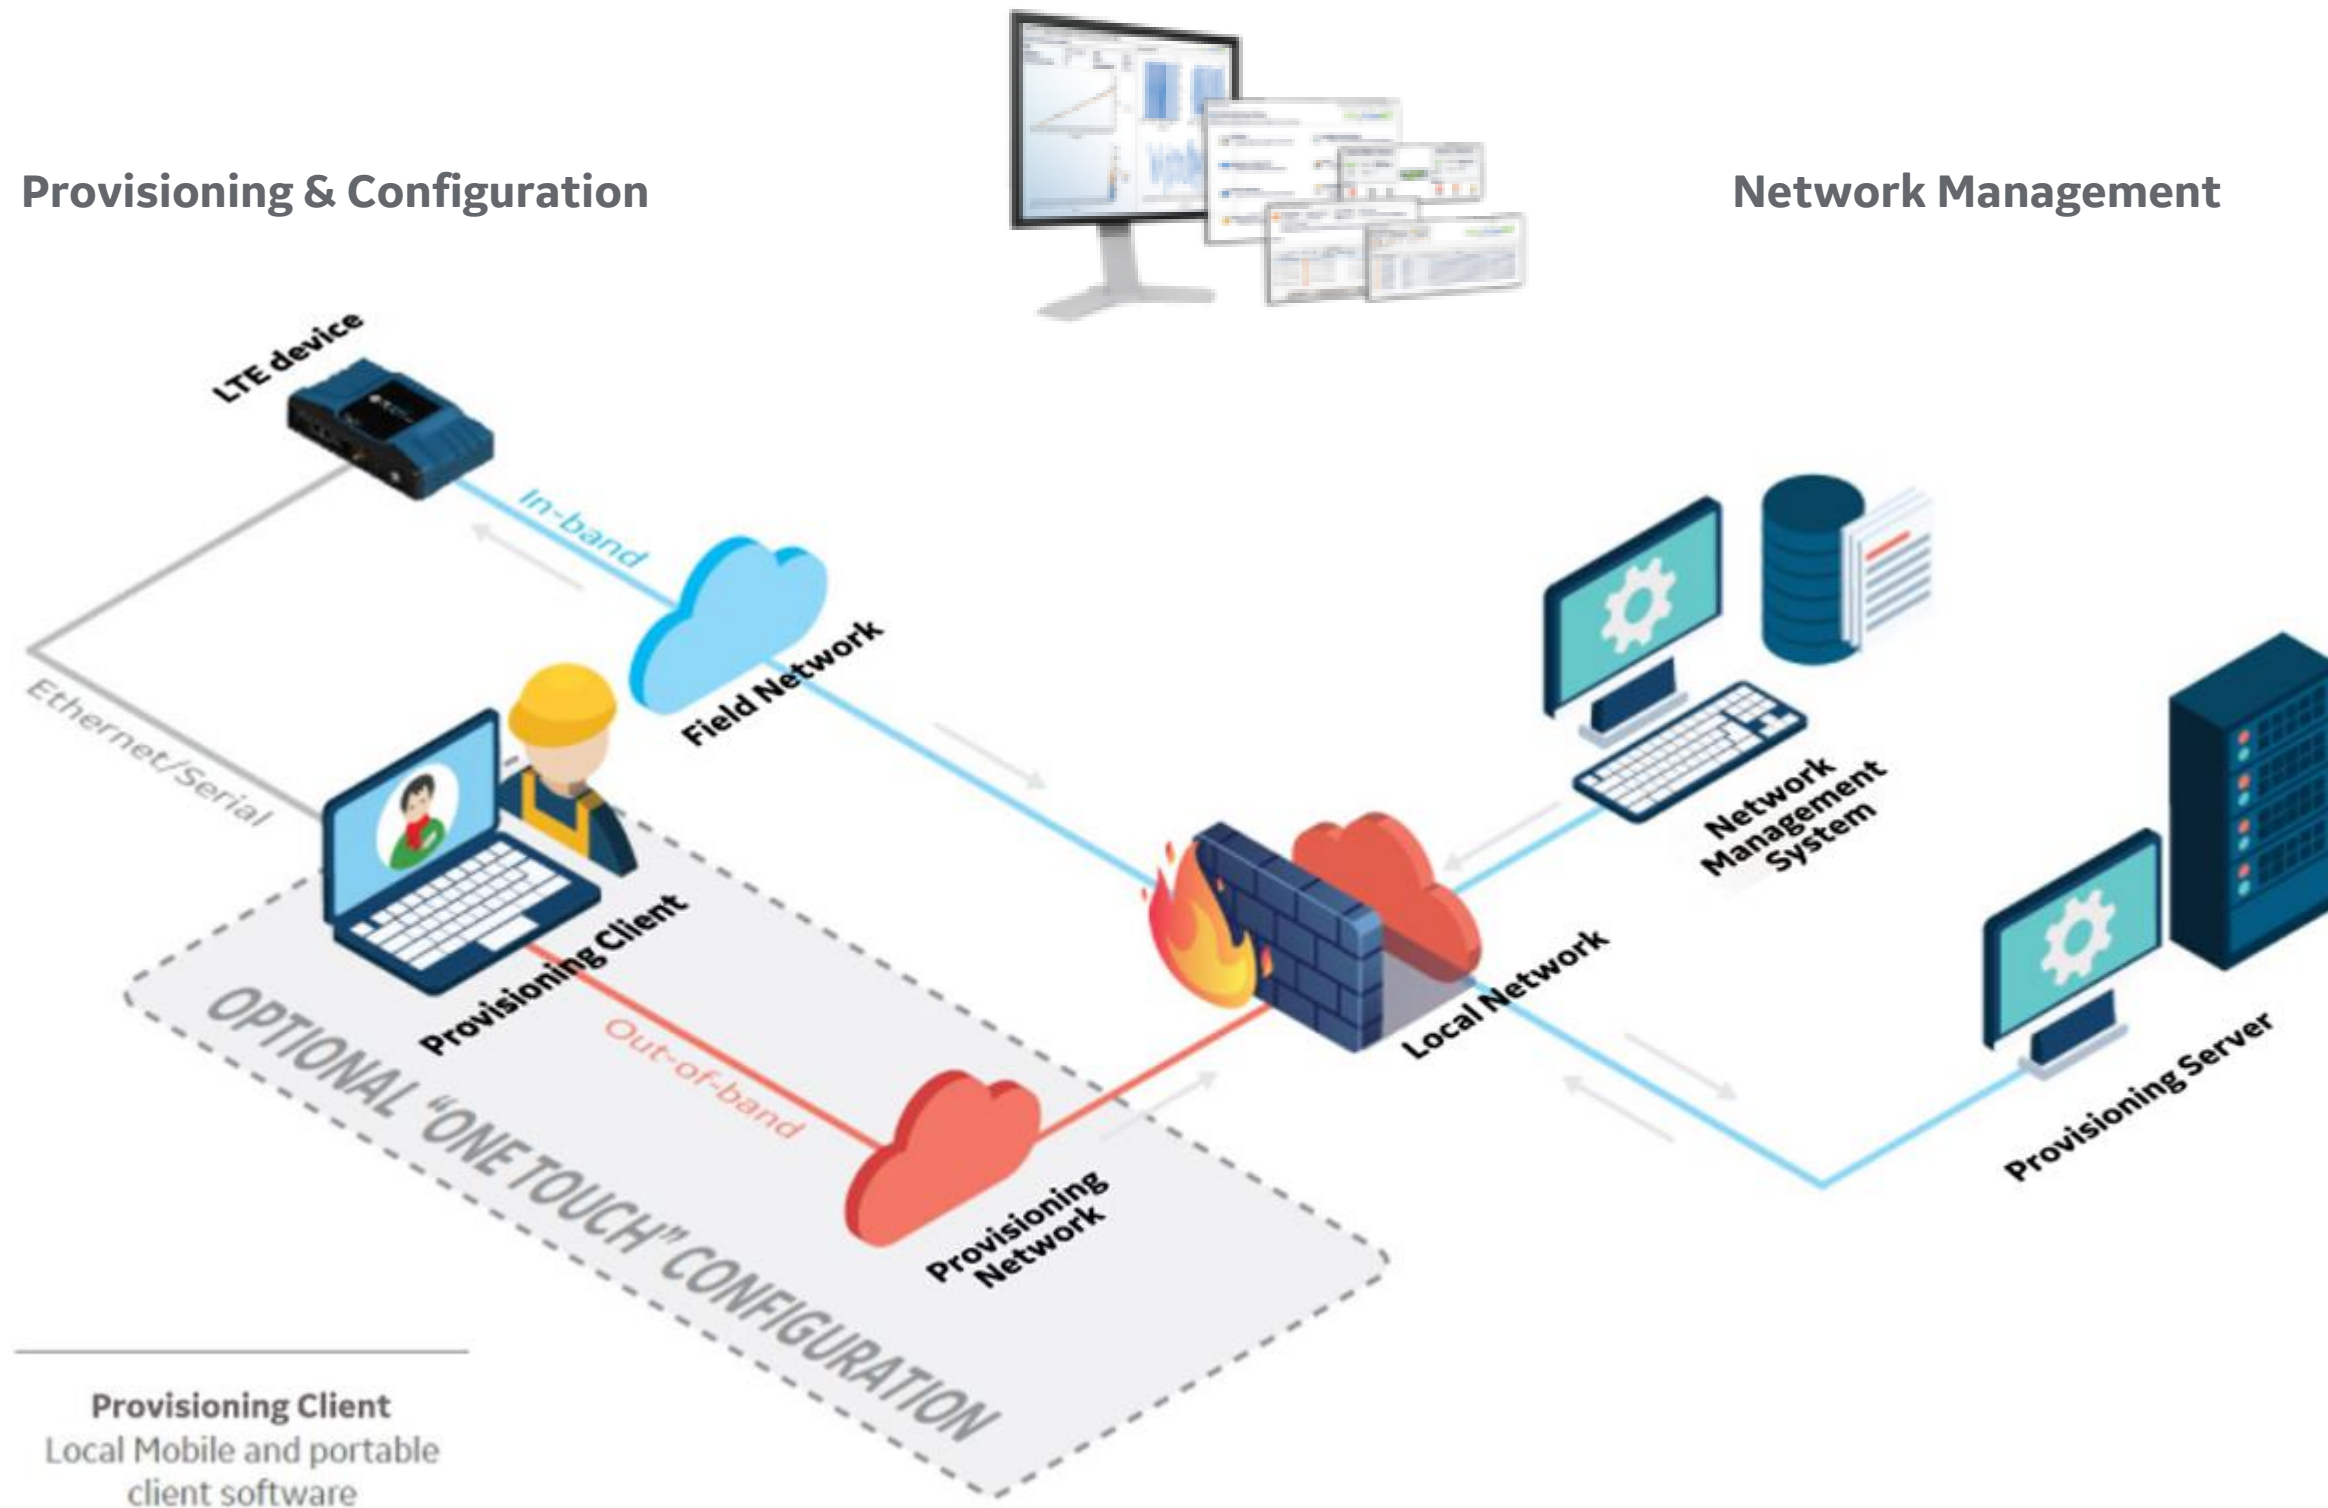 Provisioning & Configuration
Network Management
LTE device
In-band
Field Network
Ethernet/Serial
Network
Management
System
Provisioning Client
Local Network
OPTIONAL “ONE TOUCH” CONFIGURATION
Out-of-band
Provisioning Server
Provisioning
Network
Provisioning Client
Local Mobile and portable
client software